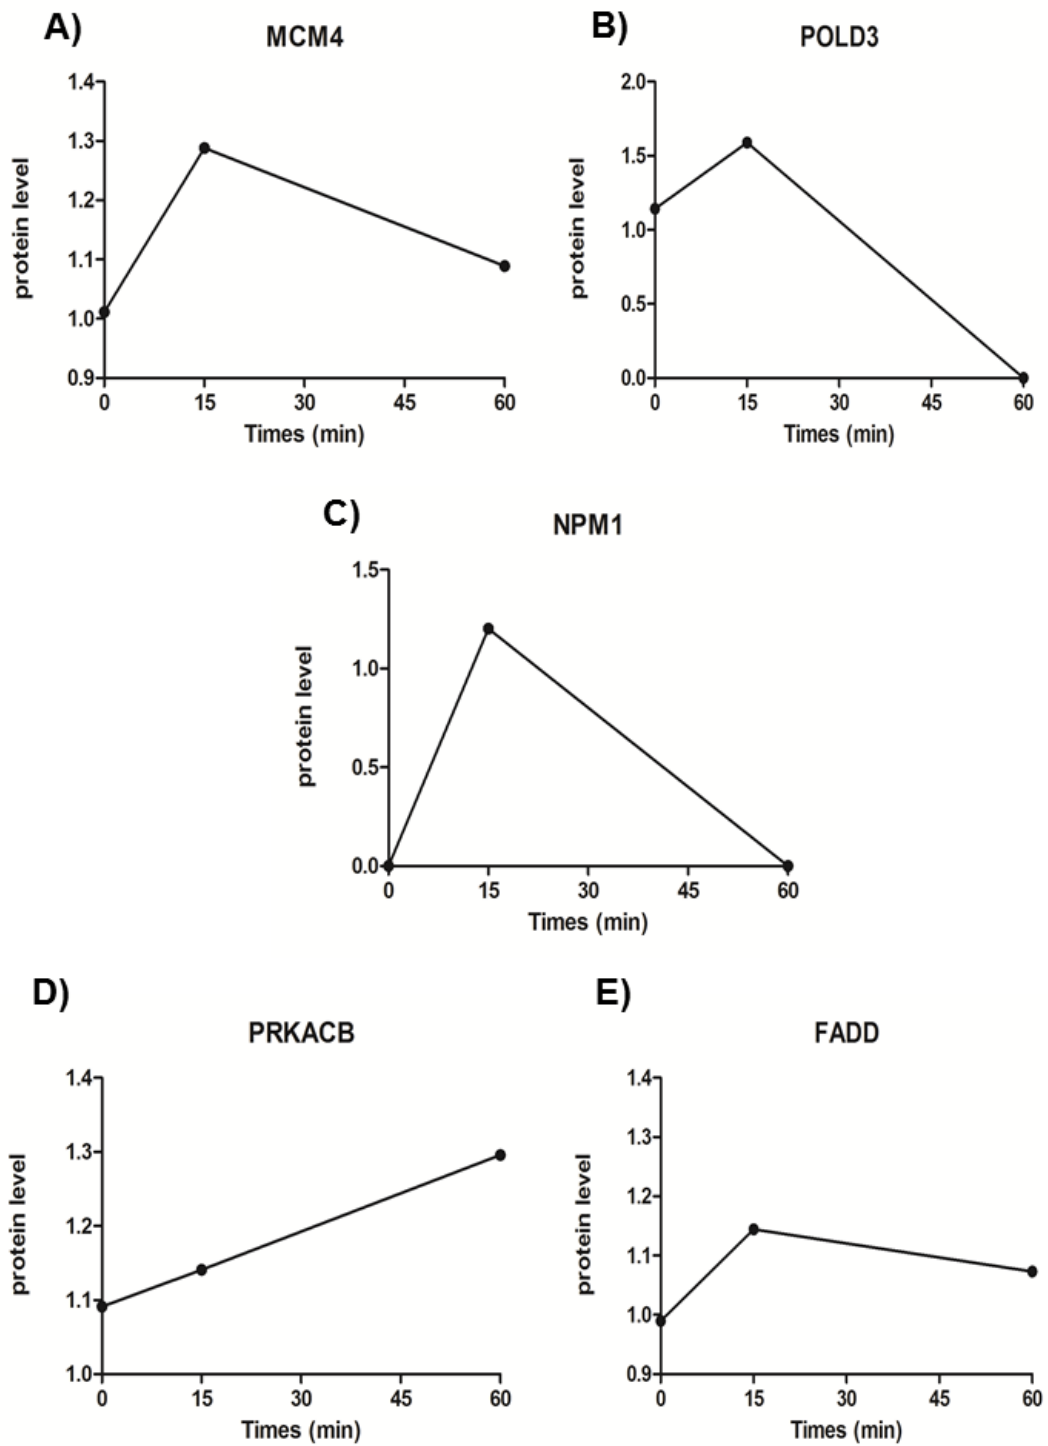 A)
MCM4
protein level
1.4
1.3
1.2
1.1
1.0
0.9
0 15 30 45 60
Times (min)
B)
POLD3
protein level
2.0
1.5
1.0
0.5
0.0
0 15 30 45 60
Times (min)
C)
NPM1
protein level
1.5
1.0
0.5
0.0
0 15 30 45 60
Times (min)
D)
PRKACB
protein level
1.4
1.3
1.2
1.1
1.0
0 15 30 45 60
Times (min)
E)
FADD
protein level
1.4
1.3
1.2
1.1
1.0
0.9
0 15 30 45 60
Times (min)